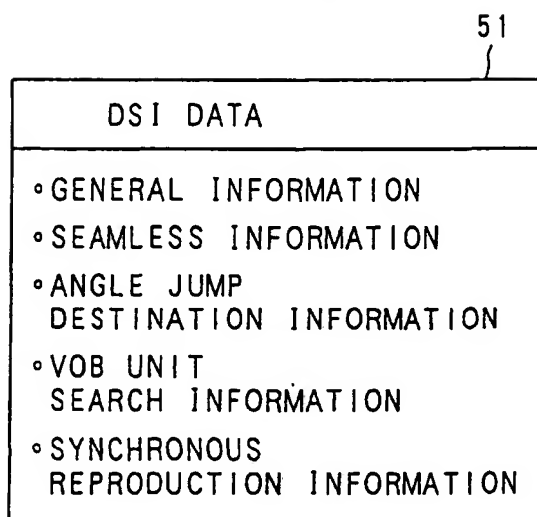 51
DSI DATA
∘GENERAL INFORMATION
∘SEAMLESS INFORMATION
∘ANGLE JUMP
DESTINATION INFORMATION
∘VOB UNIT
SEARCH INFORMATION
∘SYNCHRONOUS
REPRODUCTION INFORMATION